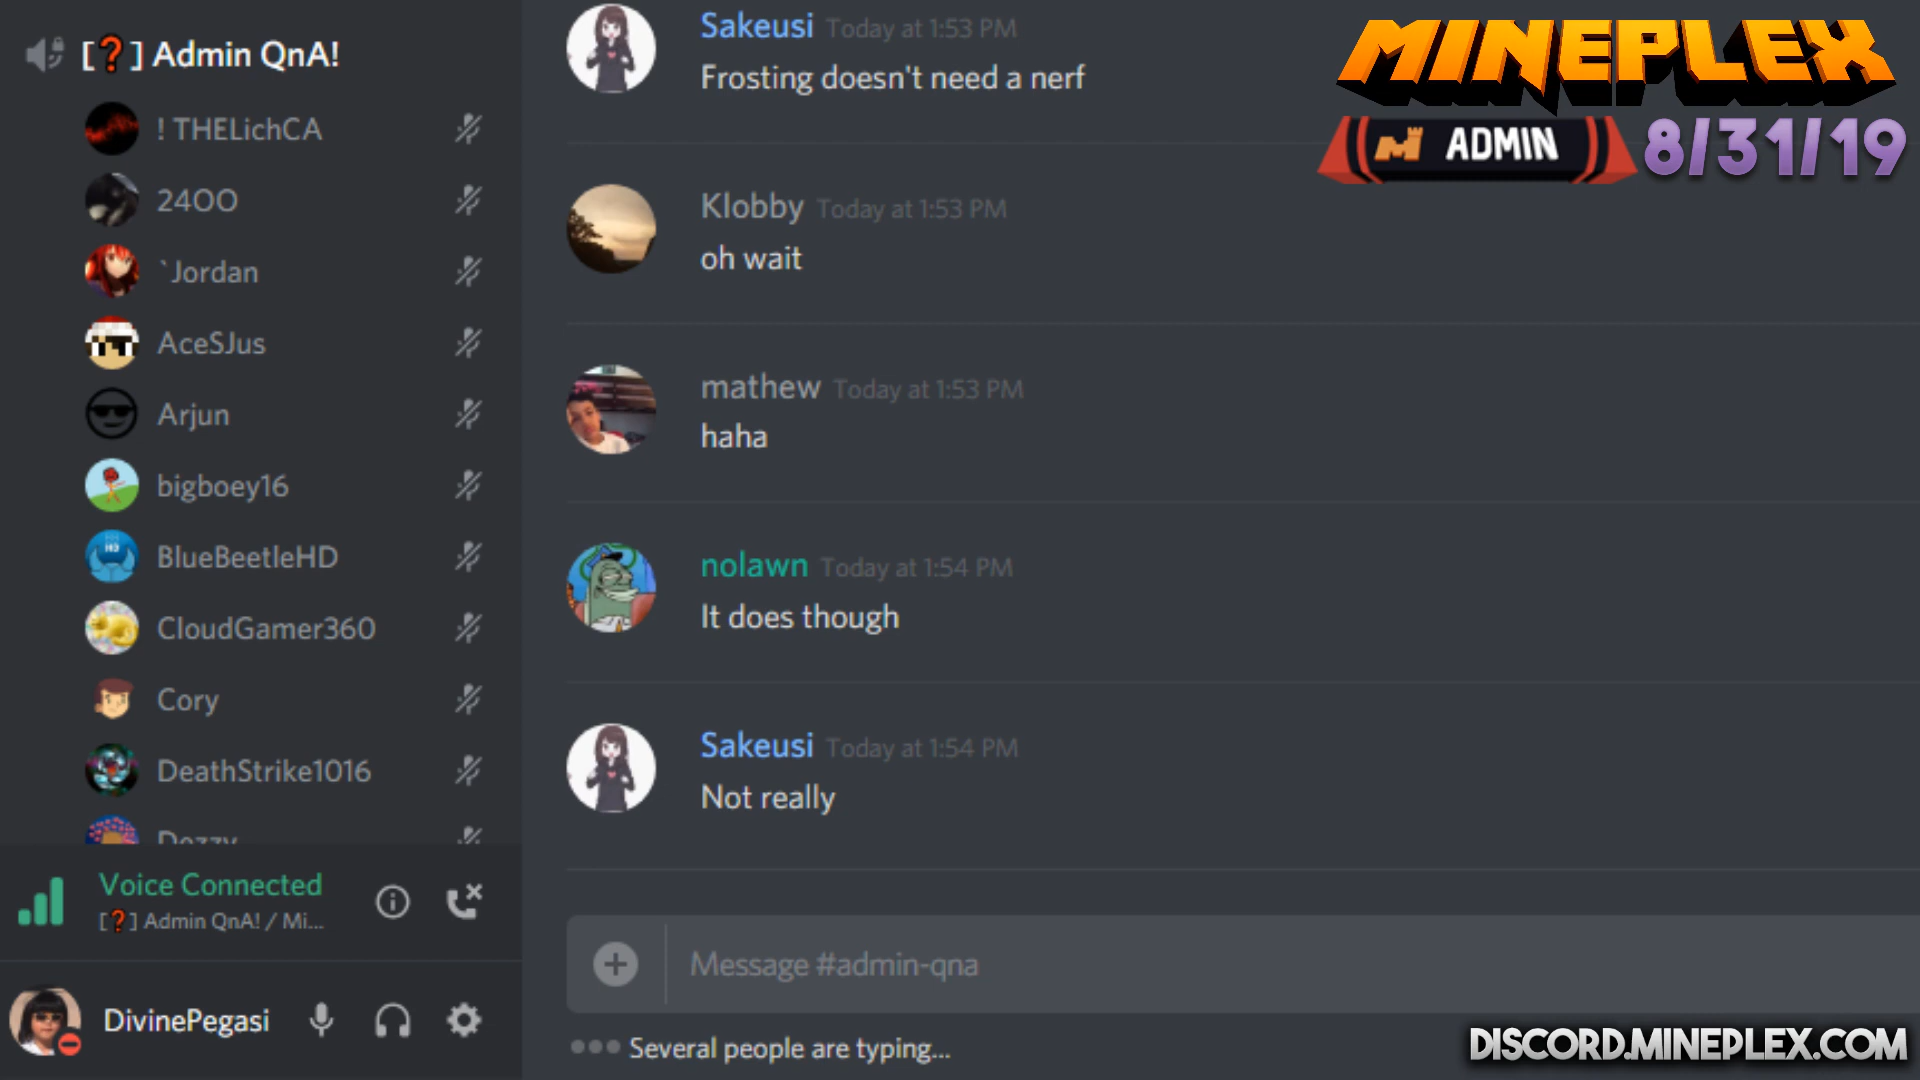 [❓] Admin QnA!
! THELichCA
24OO
`Jordan
AceSJus
Arjun
bigboey16
BlueBeetleHD
CloudGamer360
Cory
DeathStrike1016
Dozzy
Voice Connected
[❓] Admin QnA! / Mi...
DivinePegasi
Sakeusi Today at 1:53 PM
Frosting doesn't need a nerf
Klobby Today at 1:53 PM
oh wait
mathew Today at 1:53 PM
haha
nolawn Today at 1:54 PM
It does though
Sakeusi Today at 1:54 PM
Not really
Message #admin-qna
Several people are typing...
MINEPLEX
ADMIN 8/31/19
DISCORD.MINEPLEX.COM